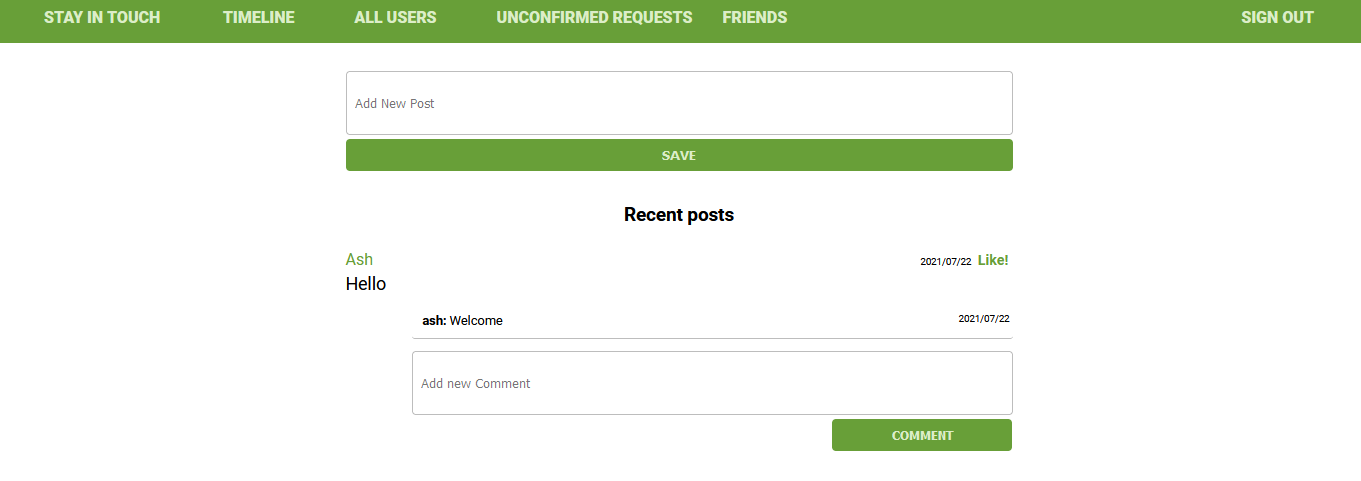 STAY IN TOUCH TIMELINE ALL USERS UNCONFIRMED REQUESTS FRIENDS SIGN OUT
Add New Post
SAVE
Recent posts
Ash 2021/07/22 Like!
Hello
ash: Welcome 2021/07/22
Add new Comment
COMMENT